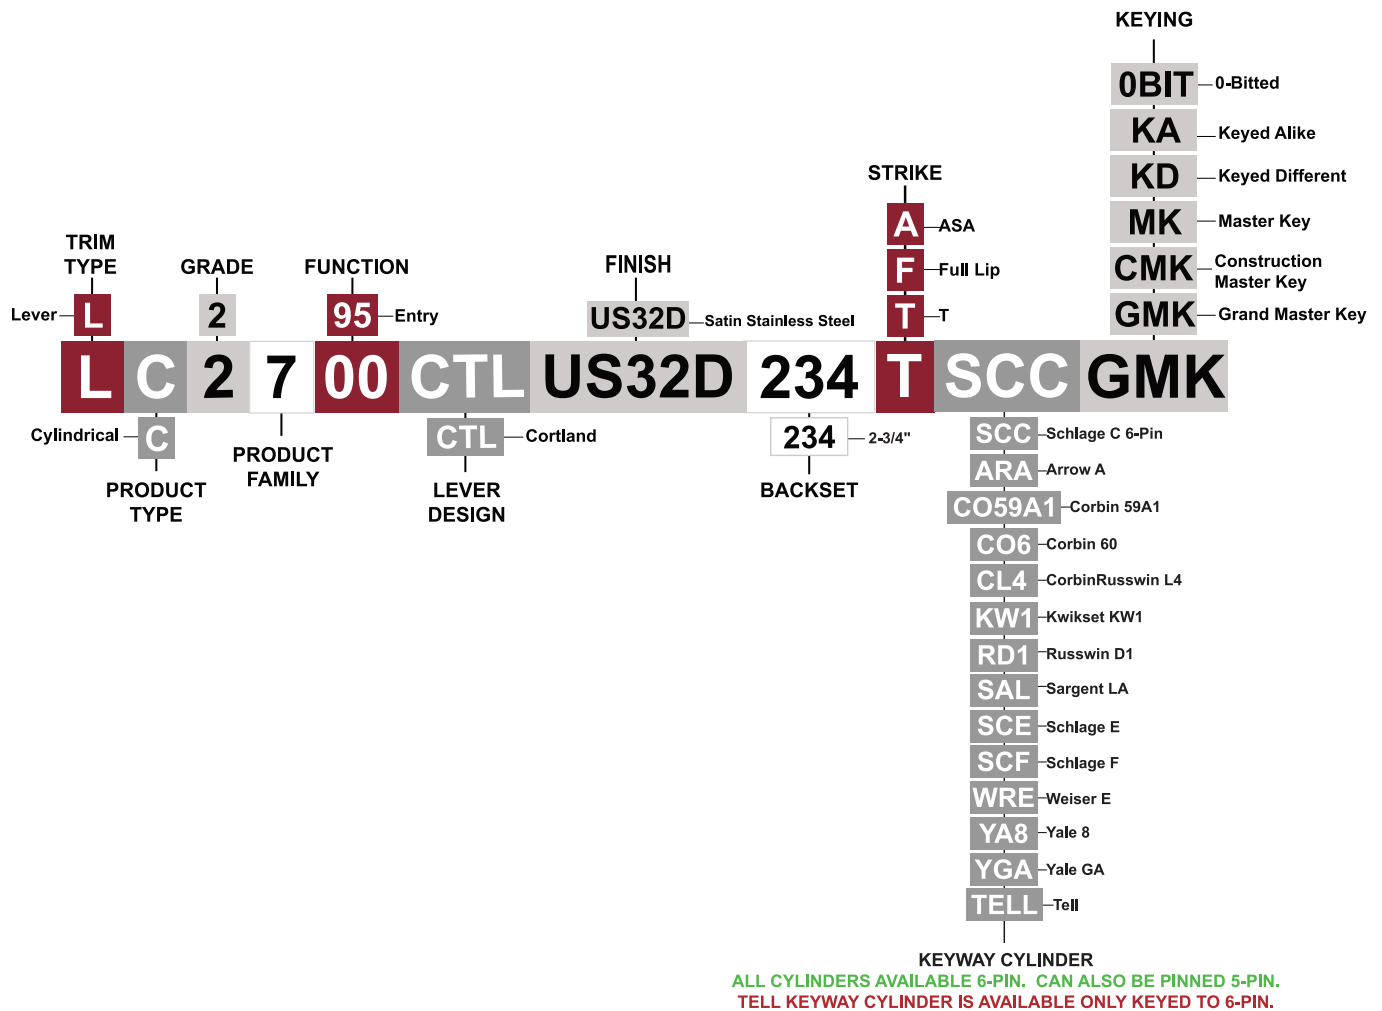 KEYING
0BIT 0-Bitted
KA Keyed Alike
KD Keyed Different
MK Master Key
CMK Construction
Master Key
GMK Grand Master Key
STRIKE
A ASA
F Full Lip
T T
TRIM
TYPE
Lever L
GRADE
2
FUNCTION
95 Entry
FINISH
US32D Satin Stainless Steel
L C 2 7 00 CTL US32D 234 T SCC GMK
Cylindrical C
PRODUCT
TYPE
PRODUCT
FAMILY
CTL Cortland
LEVER
DESIGN
234 2-3/4"
BACKSET
SCC Schlage C 6-Pin
ARA Arrow A
CO59A1 Corbin 59A1
CO6 Corbin 60
CL4 CorbinRusswin L4
KW1 Kwikset KW1
RD1 Russwin D1
SAL Sargent LA
SCE Schlage E
SCF Schlage F
WRE Weiser E
YA8 Yale 8
YGA Yale GA
TELL Tell
KEYWAY CYLINDER
ALL CYLINDERS AVAILABLE 6-PIN. CAN ALSO BE PINNED 5-PIN.
TELL KEYWAY CYLINDER IS AVAILABLE ONLY KEYED TO 6-PIN.